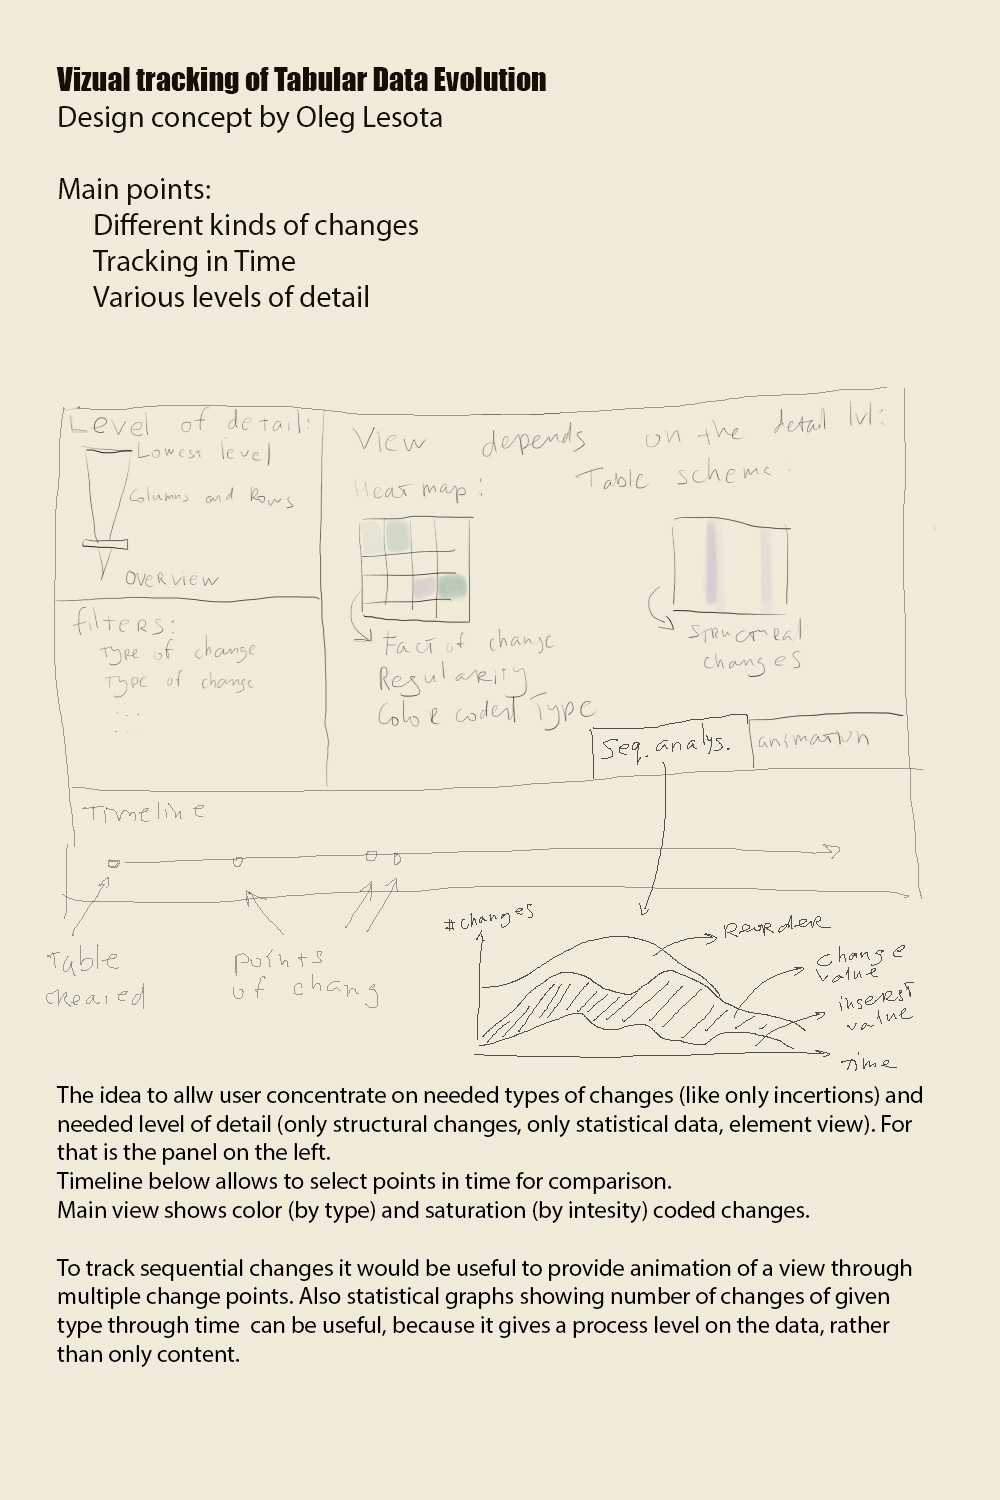 Vizual tracking of Tabular Data Evolution
Design concept by Oleg Lesota
Main points:
Different kinds of changes
Tracking in Time
Various levels of detail
Level of detail:
Lowest level
Columns and Rows
Overview
filters:
Type of change
Type of change
...
...
View depends on the detail lvl:
Heat map:
Table scheme:
Fact of change
Regularity
Color coded Type
Structural
changes
Seq. analys.
animation
Timeline
Table
created
points
of chang
#changes
Reorder
change
value
insert
value
Time
The idea to allw user concentrate on needed types of changes (like only incertions) and
needed level of detail (only structural changes, only statistical data, element view). For
that is the panel on the left.
Timeline below allows to select points in time for comparison.
Main view shows color (by type) and saturation (by intesity) coded changes.
To track sequential changes it would be useful to provide animation of a view through
multiple change points. Also statistical graphs showing number of changes of given
type through time  can be useful, because it gives a process level on the data, rather
than only content.